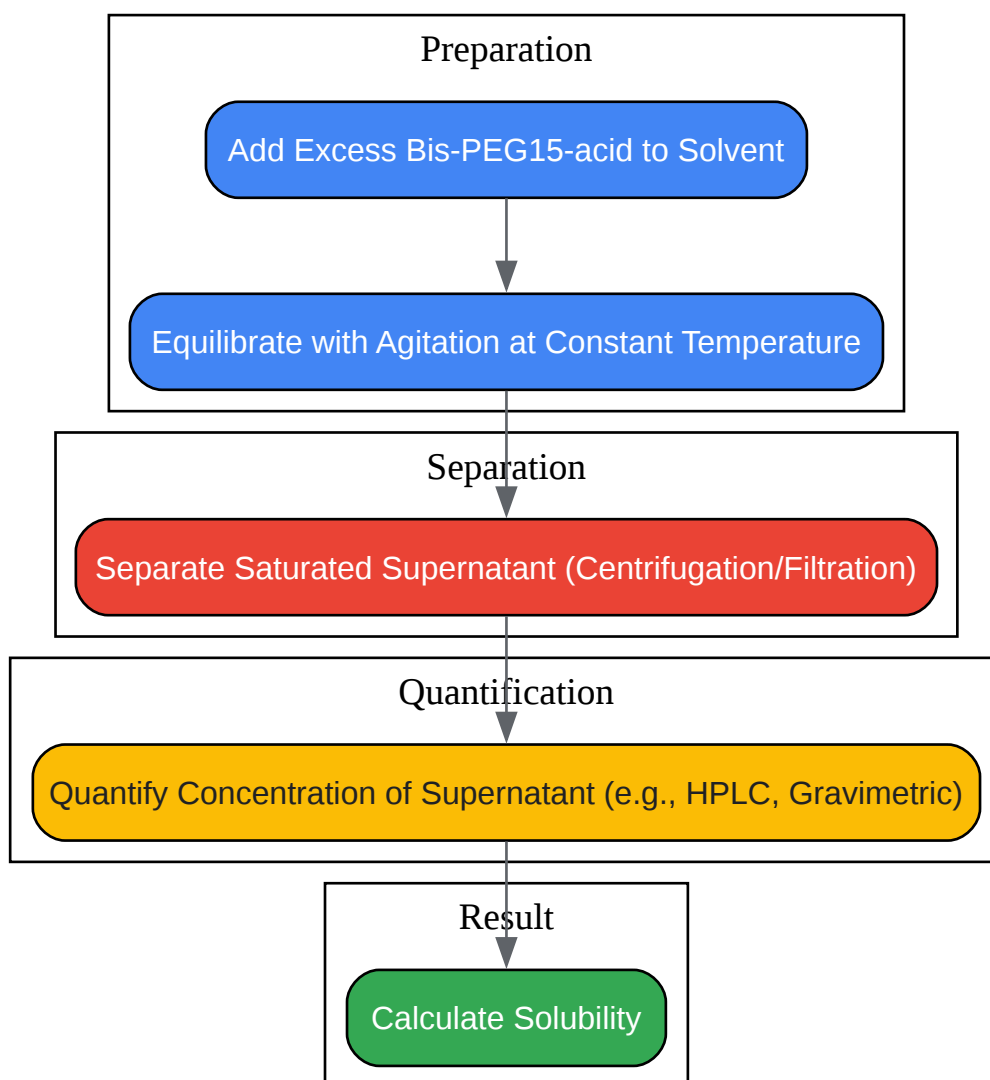 Preparation
Add Excess Bis-PEG15-acid to Solvent
Equilibrate with Agitation at Constant Temperature
Separation
Separate Saturated Supernatant (Centrifugation/Filtration)
Quantification
Quantify Concentration of Supernatant (e.g., HPLC, Gravimetric)
Result
Calculate Solubility